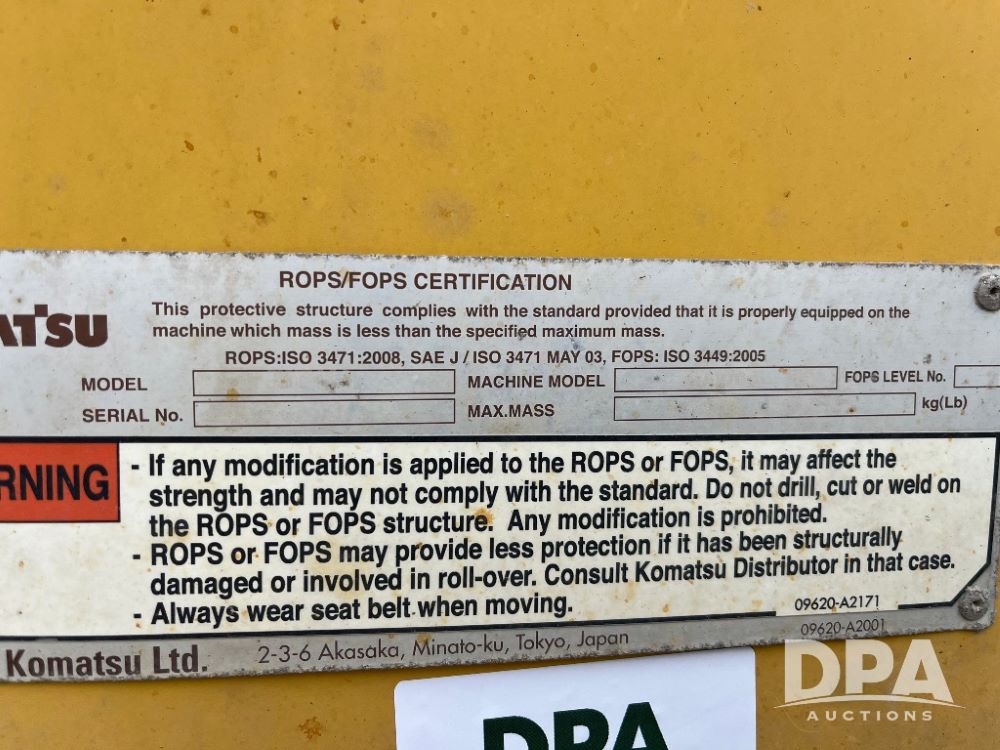 ROPS/FOPS CERTIFICATION
ATSU
This protective structure complies with the standard provided that it is properly equipped on the
machine which mass is less than the specified maximum mass.
ROPS:ISO 3471:2008, SAE J / ISO 3471 MAY 03, FOPS: ISO 3449:2005
MODEL MACHINE MODEL FOPS LEVEL No.
SERIAL No. MAX.MASS kg(Lb)
RNING
- If any modification is applied to the ROPS or FOPS, it may affect the
strength and may not comply with the standard. Do not drill, cut or weld on
the ROPS or FOPS structure. Any modification is prohibited.
- ROPS or FOPS may provide less protection if it has been structurally
damaged or involved in roll-over. Consult Komatsu Distributor in that case.
- Always wear seat belt when moving.
09620-A2171
09620-A2001
Komatsu Ltd. 2-3-6 Akasaka, Minato-ku, Tokyo, Japan
DPA
DPA
AUCTIONS